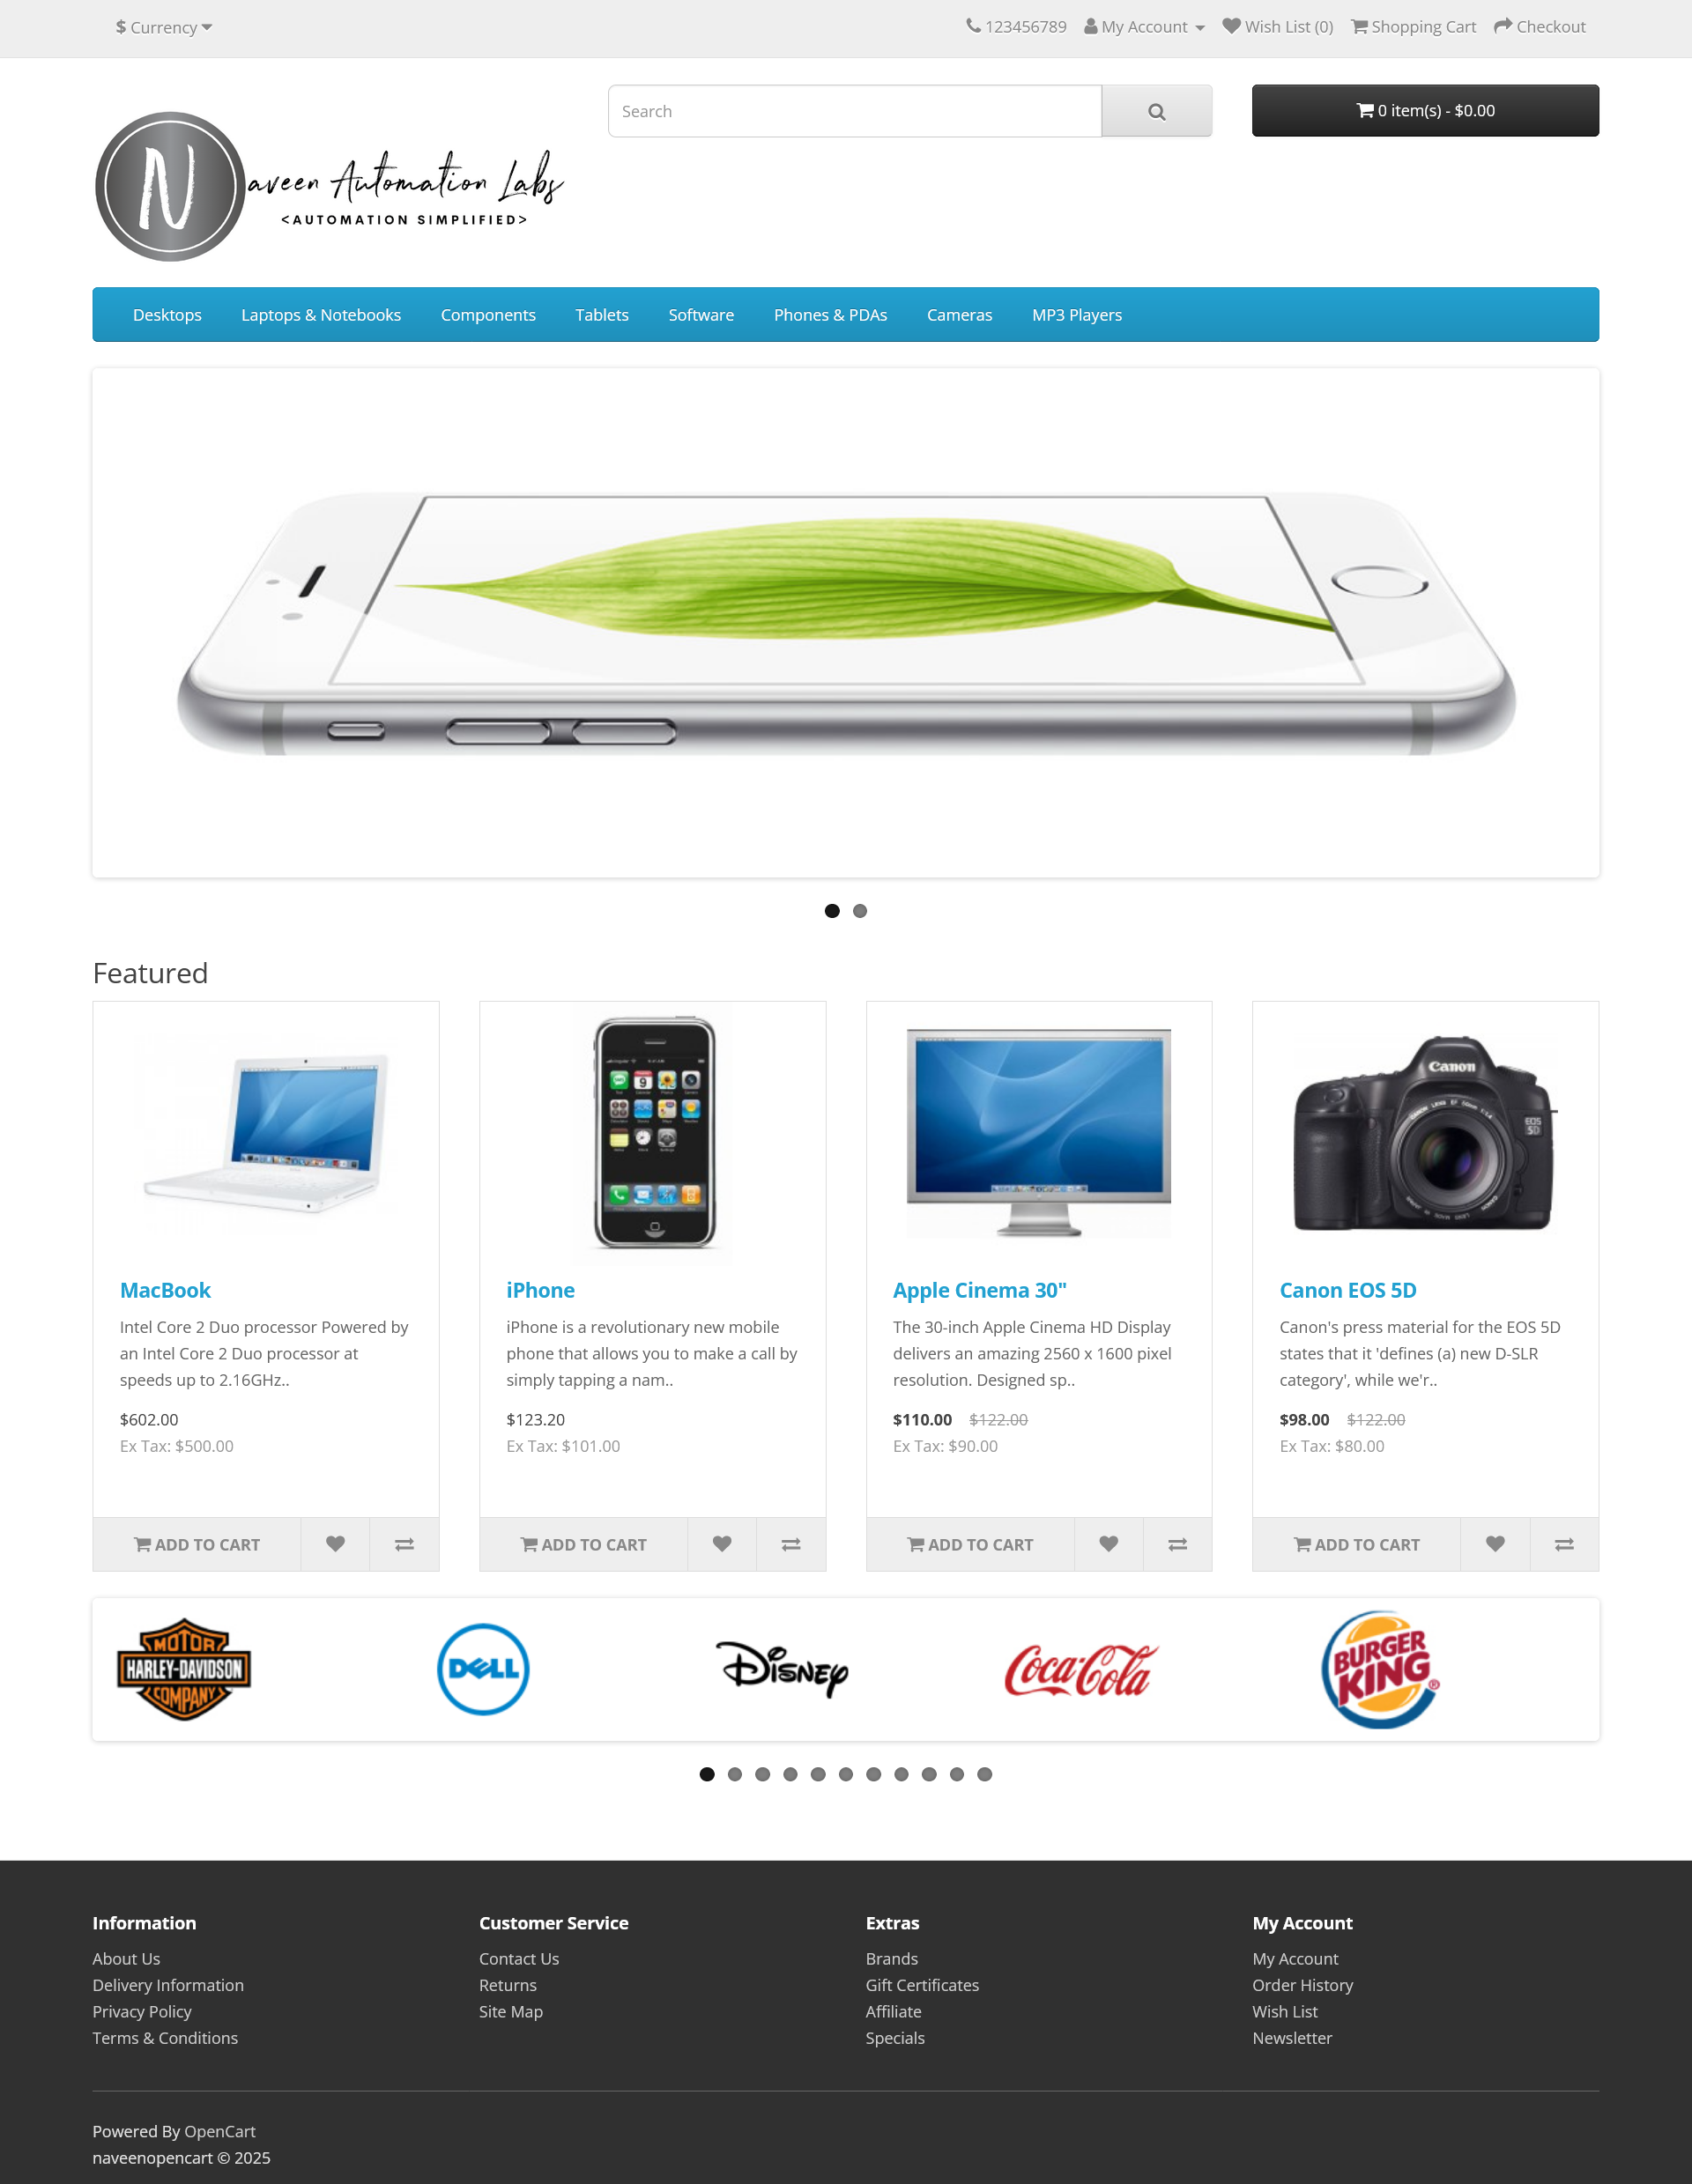 $ Currency
123456789 My Account Wish List (0) Shopping Cart Checkout
Search
0 item(s) - $0.00
N
aveen Automation Labs
<AUTOMATION SIMPLIFIED>
Desktops Laptops & Notebooks Components Tablets Software Phones & PDAs Cameras MP3 Players
Featured
Canon
EOS
5D
MacBook
Intel Core 2 Duo processor Powered by
an Intel Core 2 Duo processor at
speeds up to 2.16GHz..
$602.00
Ex Tax: $500.00
ADD TO CART
iPhone
iPhone is a revolutionary new mobile
phone that allows you to make a call by
simply tapping a nam..
$123.20
Ex Tax: $101.00
ADD TO CART
Apple Cinema 30"
The 30-inch Apple Cinema HD Display
delivers an amazing 2560 x 1600 pixel
resolution. Designed sp..
$110.00 $122.00
Ex Tax: $90.00
ADD TO CART
Canon EOS 5D
Canon's press material for the EOS 5D
states that it 'defines (a) new D-SLR
category', while we'r..
$98.00 $122.00
Ex Tax: $80.00
ADD TO CART
MOTOR
HARLEY-DAVIDSON
COMPANY
DELL
Disney
Coca-Cola
BURGER
KING
®
Information
About Us
Delivery Information
Privacy Policy
Terms & Conditions
Customer Service
Contact Us
Returns
Site Map
Extras
Brands
Gift Certificates
Affiliate
Specials
My Account
My Account
Order History
Wish List
Newsletter
Powered By OpenCart
naveenopencart © 2025